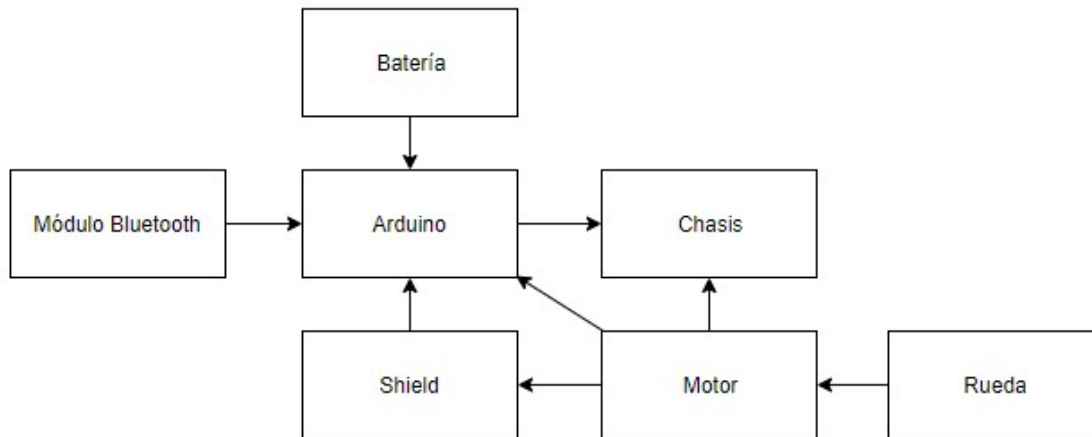 Batería
Módulo Bluetooth
Arduino
Chasis
Shield
Motor
Rueda